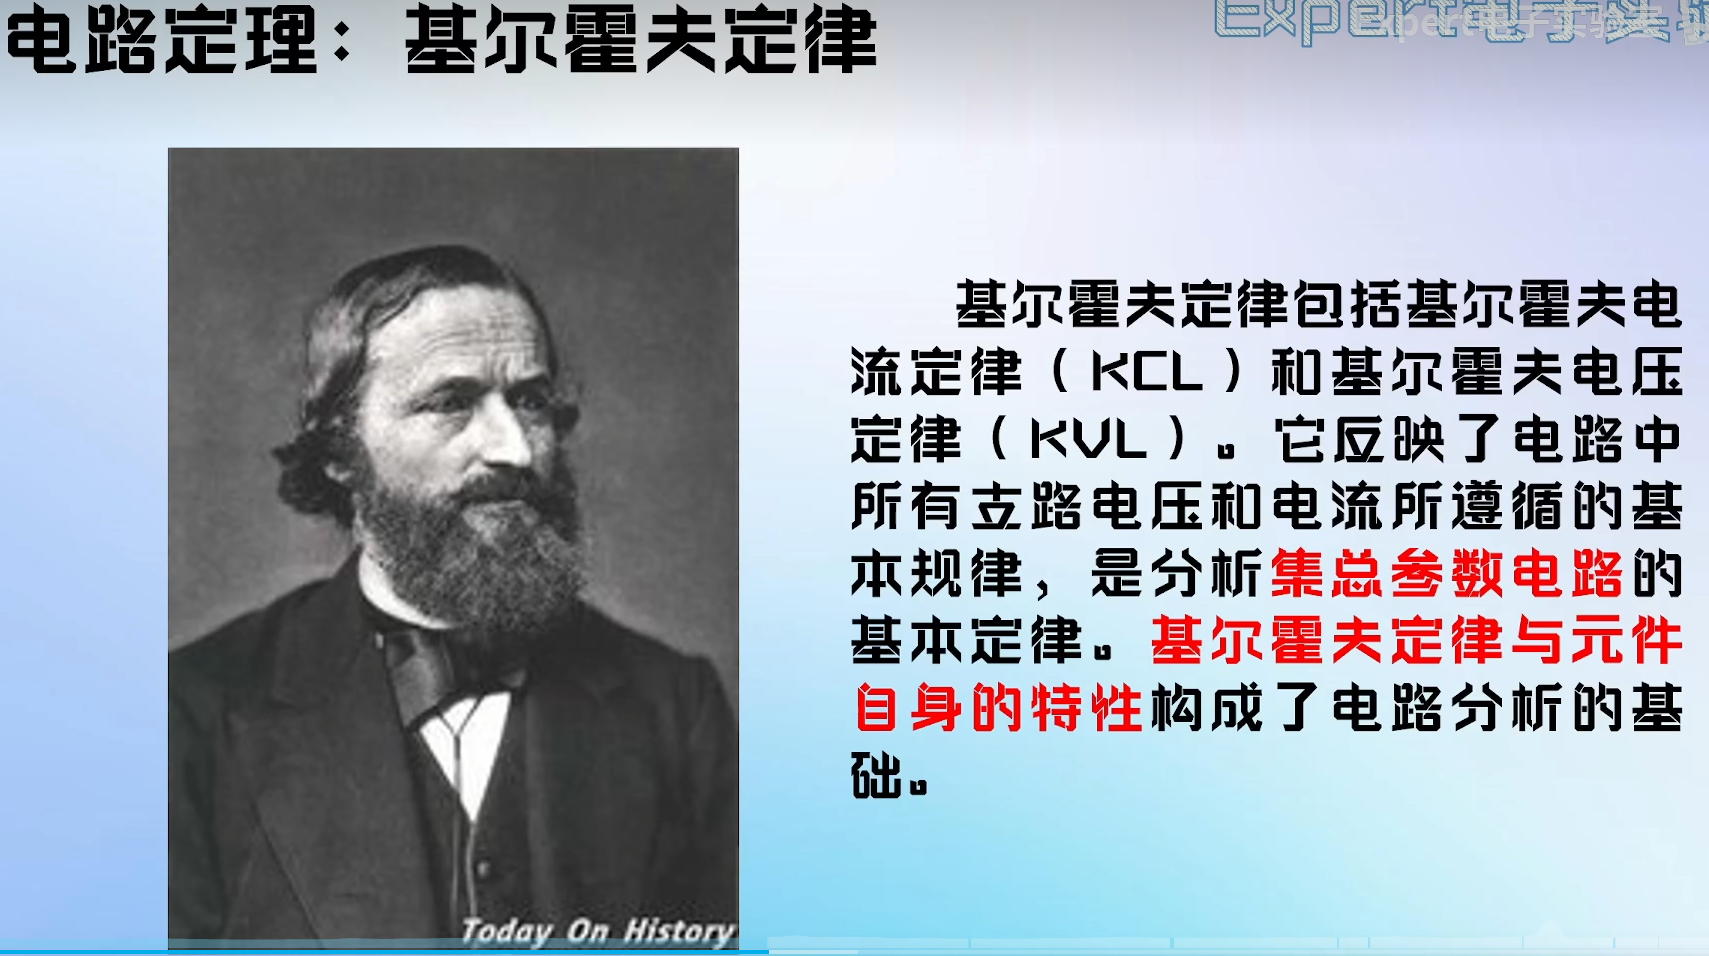 电路定理：基尔霍夫定律
Expert电子实验室
基尔霍夫定律包括基尔霍夫电
流定律（KCL）和基尔霍夫电压
定律（KVL）。它反映了电路中
所有支路电压和电流所遵循的基
本规律，是分析集总参数电路的
基本定律。基尔霍夫定律与元件
自身的特性构成了电路分析的基
础。
Today On History